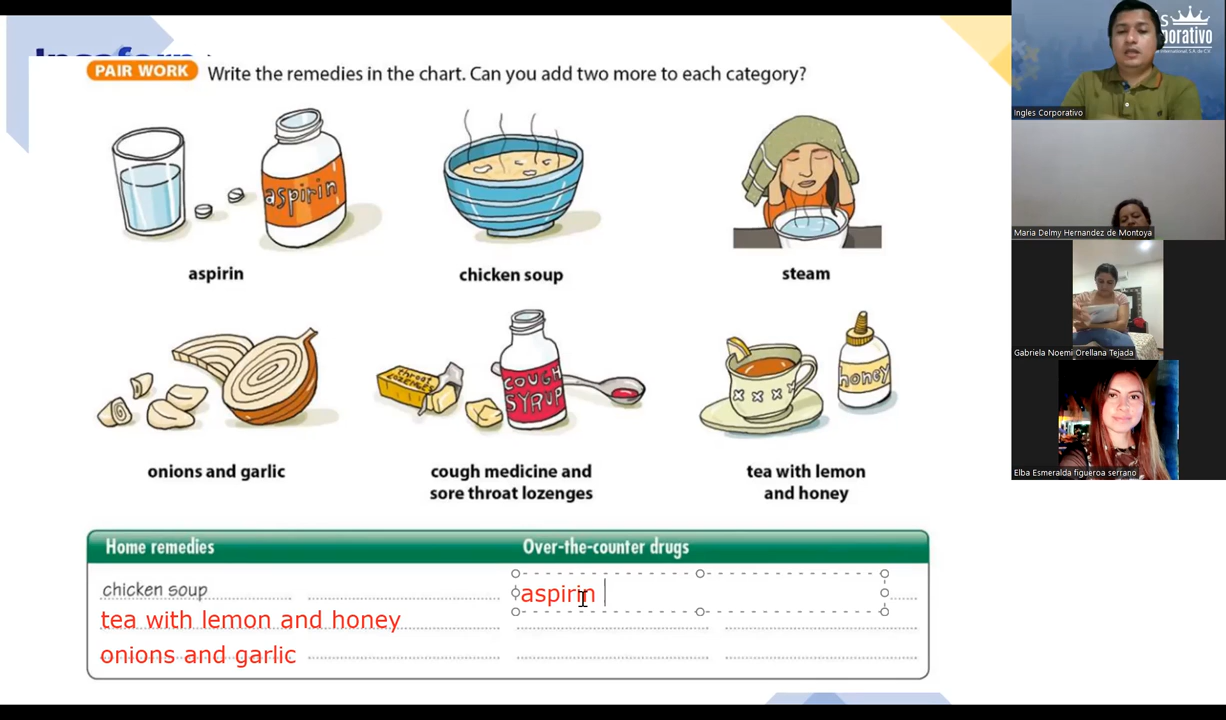 PAIR WORK Write the remedies in the chart. Can you add two more to each category?
aspirin
throat lozenges
COUGH SYRUP
honey
aspirin
chicken soup
steam
onions and garlic
cough medicine and
sore throat lozenges
tea with lemon
and honey
Home remedies
Over-the-counter drugs
chicken soup
aspirin
tea with lemon and honey
onions and garlic
Ingles Corporativo
Maria Delmy Hernandez de Montoya
Gabriela Noemi Orellana Tejada
Elba Esmeralda figueroa serrano